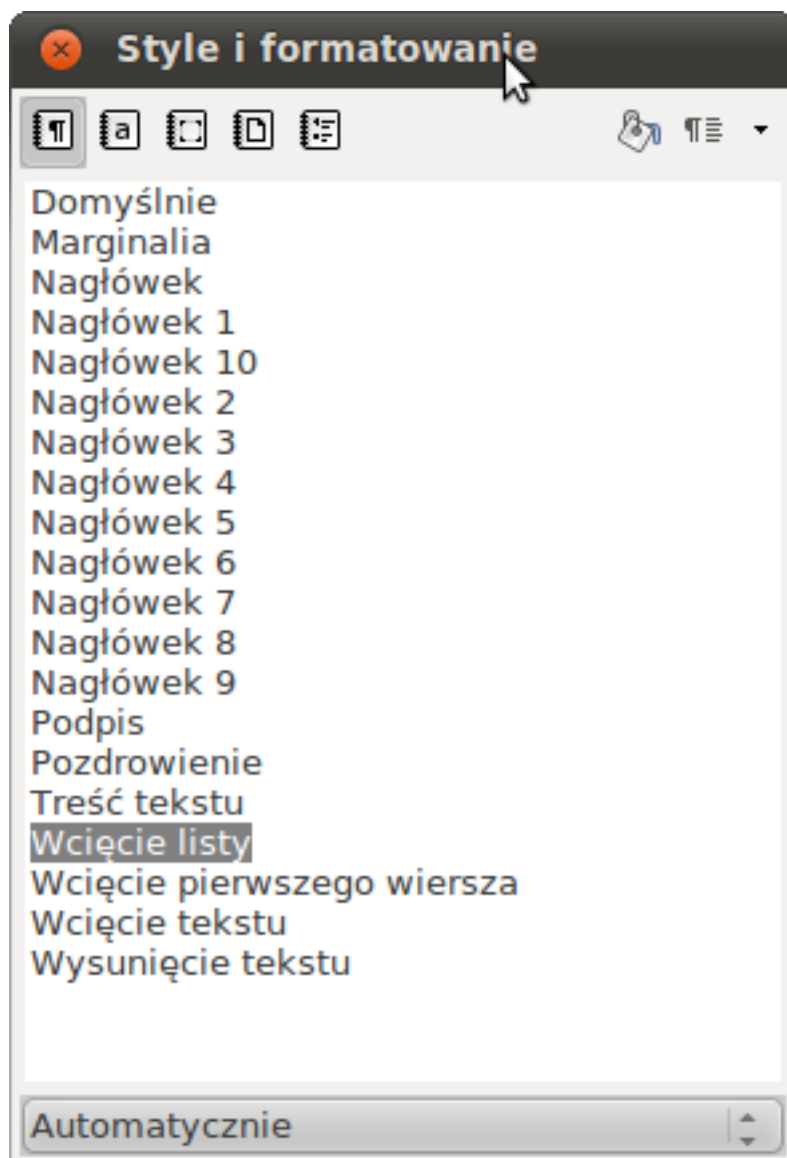 Style i formatowanie
Domyślnie
Marginalia
Nagłówek
Nagłówek 1
Nagłówek 10
Nagłówek 2
Nagłówek 3
Nagłówek 4
Nagłówek 5
Nagłówek 6
Nagłówek 7
Nagłówek 8
Nagłówek 9
Podpis
Pozdrowienie
Treść tekstu
Wcięcie listy
Wcięcie pierwszego wiersza
Wcięcie tekstu
Wysunięcie tekstu
Automatycznie